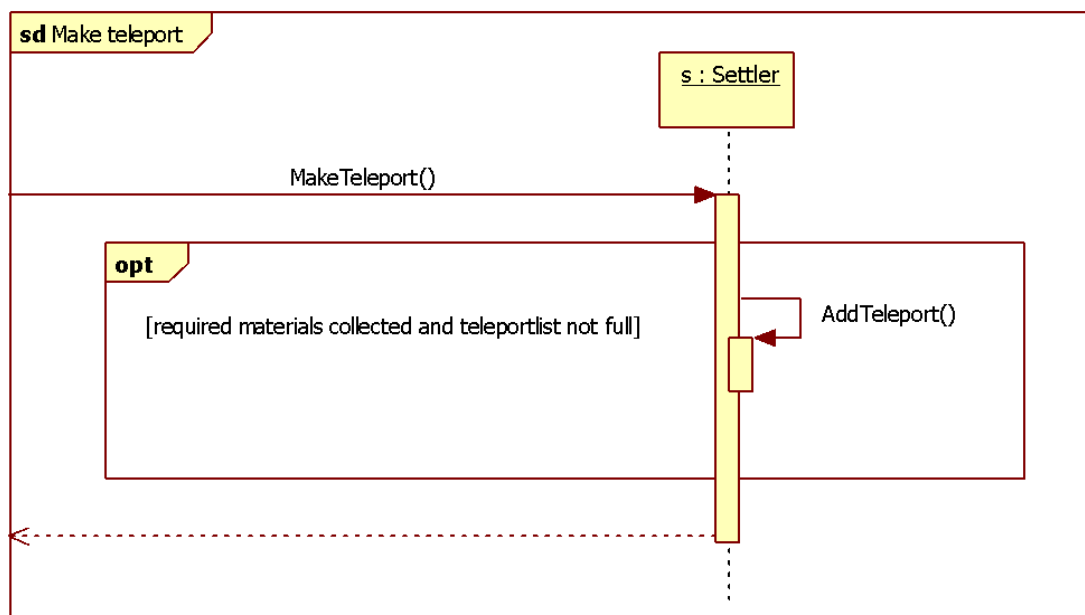 sd Make teleport
s : Settler
MakeTeleport()
opt
[required materials collected and teleportlist not full]
AddTeleport()